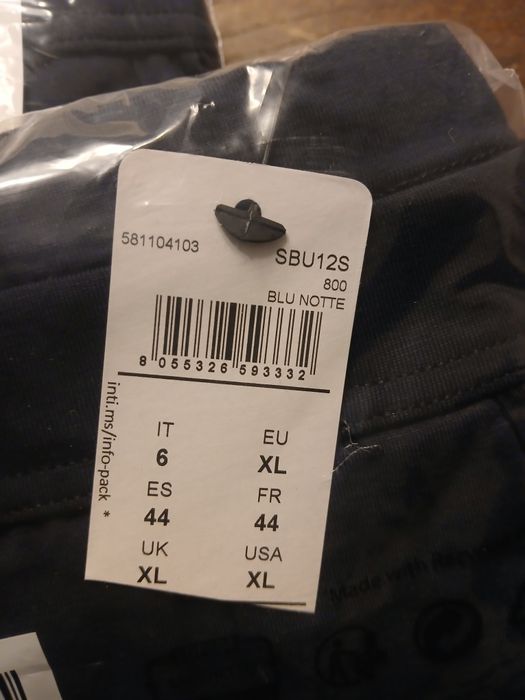 581104103
SBU12S
800
BLU NOTTE
8 055326 593332
inti.ms/info-pack *
IT EU
6 XL
ES FR
44 44
UK USA
XL XL
*Made with Recy